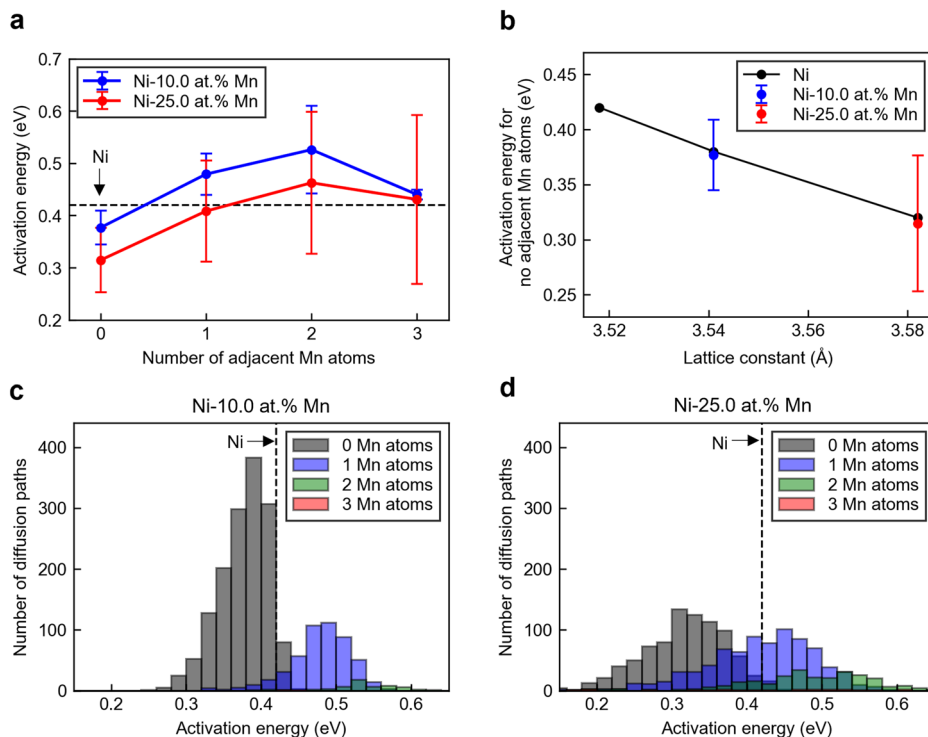 a
0.7
0.6
0.5
0.4
0.3
0.2
Activation energy (eV)
Ni-10.0 at.% Mn
Ni-25.0 at.% Mn
Ni
0 1 2 3
Number of adjacent Mn atoms
b
0.40
0.35
0.30
0.25
Activation energy for
no adjacent Mn atoms (eV)
Ni
Ni-10.0 at.% Mn
Ni-25.0 at.% Mn
3.52 3.54 3.56 3.58
Lattice constant (Å)
c
Ni-10.0 at.% Mn
400
300
200
100
0
Number of diffusion paths
Ni
0 Mn atoms
1 Mn atoms
2 Mn atoms
3 Mn atoms
0.2 0.3 0.4 0.5 0.6
Activation energy (eV)
d
Ni-25.0 at.% Mn
400
300
200
100
0
Number of diffusion paths
Ni
0 Mn atoms
1 Mn atoms
2 Mn atoms
3 Mn atoms
0.2 0.3 0.4 0.5 0.6
Activation energy (eV)